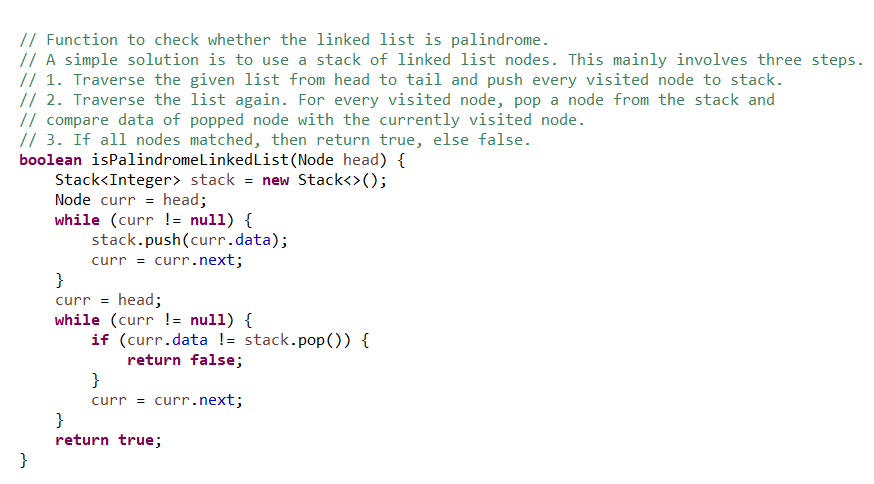 // Function to check whether the linked list is palindrome.
// A simple solution is to use a stack of linked list nodes. This mainly involves three steps.
// 1. Traverse the given list from head to tail and push every visited node to stack.
// 2. Traverse the list again. For every visited node, pop a node from the stack and
// compare data of popped node with the currently visited node.
// 3. If all nodes matched, then return true, else false.
boolean isPalindromeLinkedList(Node head) {
    Stack<Integer> stack = new Stack<>();
    Node curr = head;
    while (curr != null) {
        stack.push(curr.data);
        curr = curr.next;
    }
    curr = head;
    while (curr != null) {
        if (curr.data != stack.pop()) {
            return false;
        }
        curr = curr.next;
    }
    return true;
}